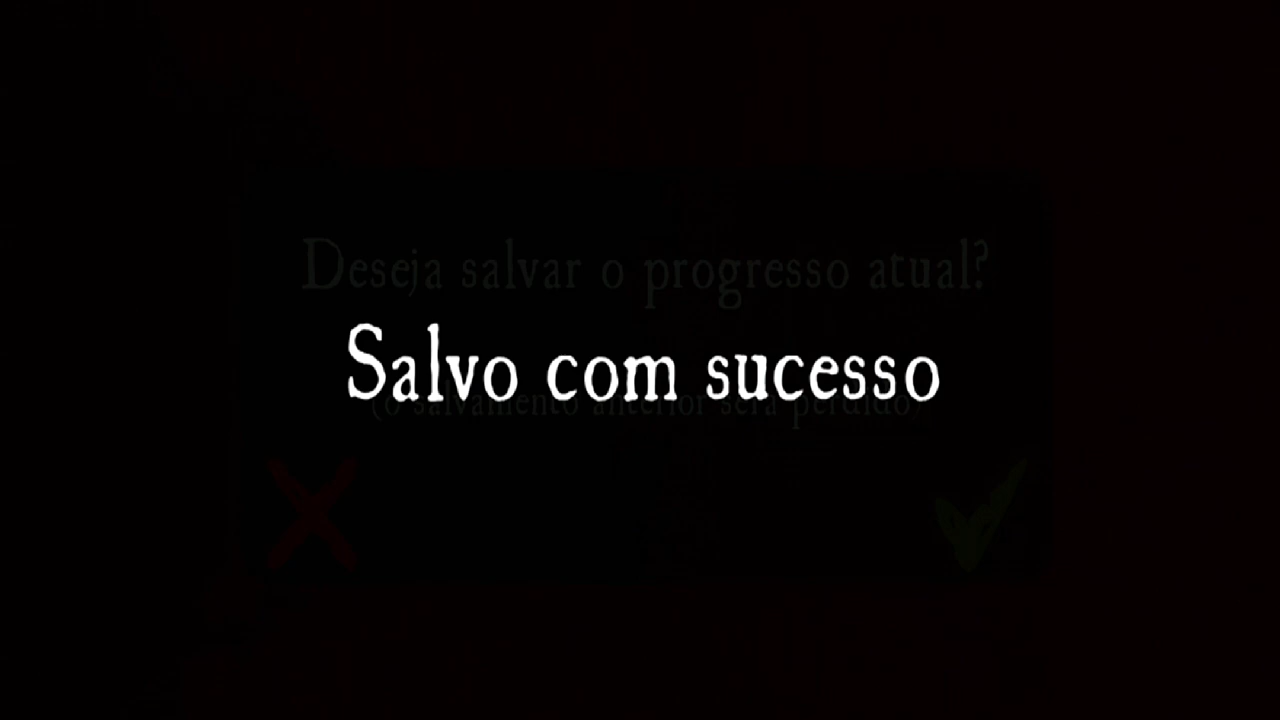 Deseja salvar o progresso atual?
Salvo com sucesso
(o salvamento anterior será perdido)